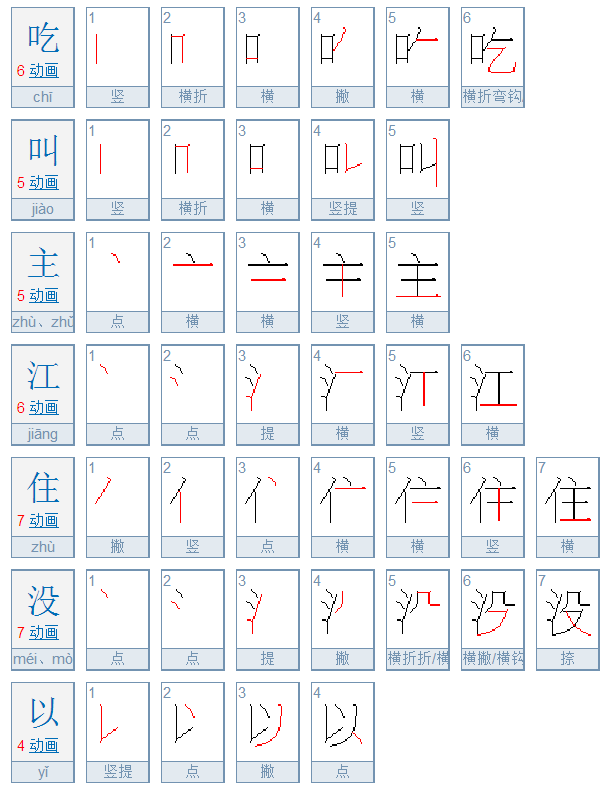 吃 1 2 3 4 5 6
6 动画
chī 竖 横折 横 撇 横 横折弯钩
叫 1 2 3 4 5
5 动画
jiào 竖 横折 横 竖提 竖
主 1 2 3 4 5
5 动画
zhù、zhǔ 点 横 横 竖 横
江 1 2 3 4 5 6
6 动画
jiāng 点 点 提 横 竖 横
住 1 2 3 4 5 6 7
7 动画
zhù 撇 竖 点 横 横 竖 横
没 1 2 3 4 5 6 7
7 动画
méi、mò 点 点 提 撇 横折折/横 横撇/横钩 捺
以 1 2 3 4
4 动画
yǐ 竖提 点 撇 点